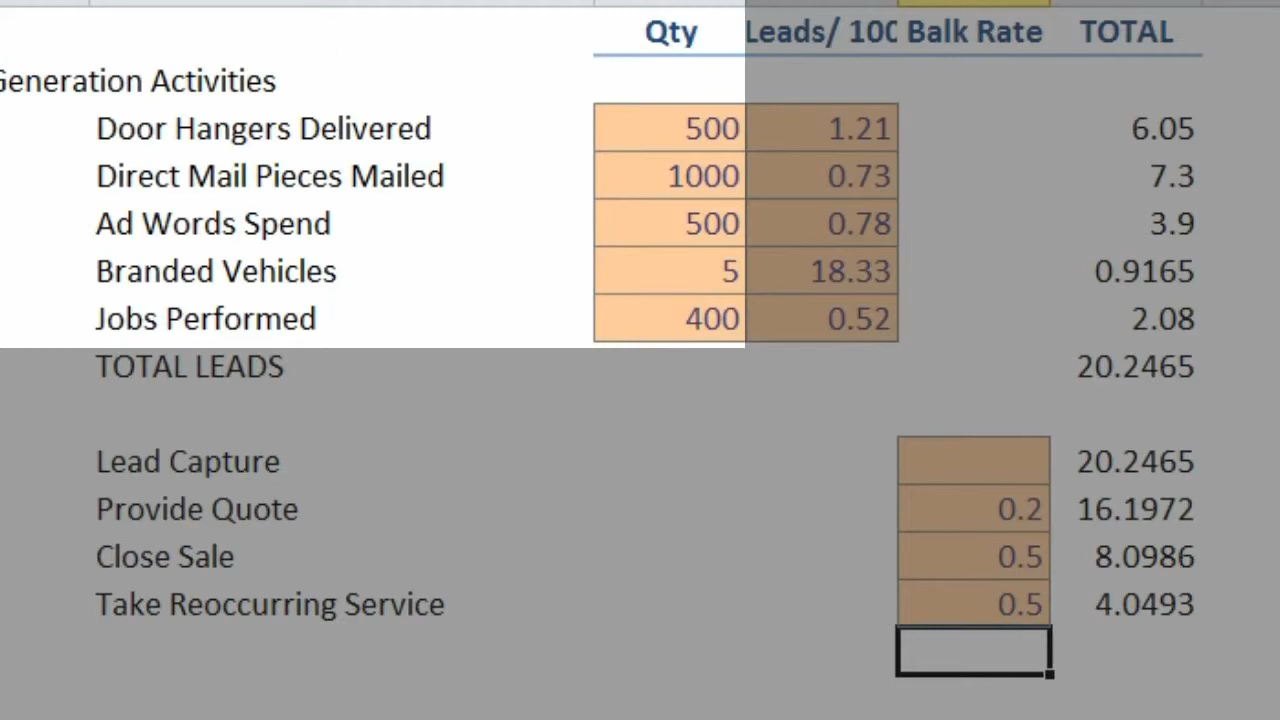 Qty Leads/ 100 Balk Rate TOTAL
Generation Activities
Door Hangers Delivered 500 1.21 6.05
Direct Mail Pieces Mailed 1000 0.73 7.3
Ad Words Spend 500 0.78 3.9
Branded Vehicles 5 18.33 0.9165
Jobs Performed 400 0.52 2.08
TOTAL LEADS 20.2465
Lead Capture 20.2465
Provide Quote 0.2 16.1972
Close Sale 0.5 8.0986
Take Reoccurring Service 0.5 4.0493